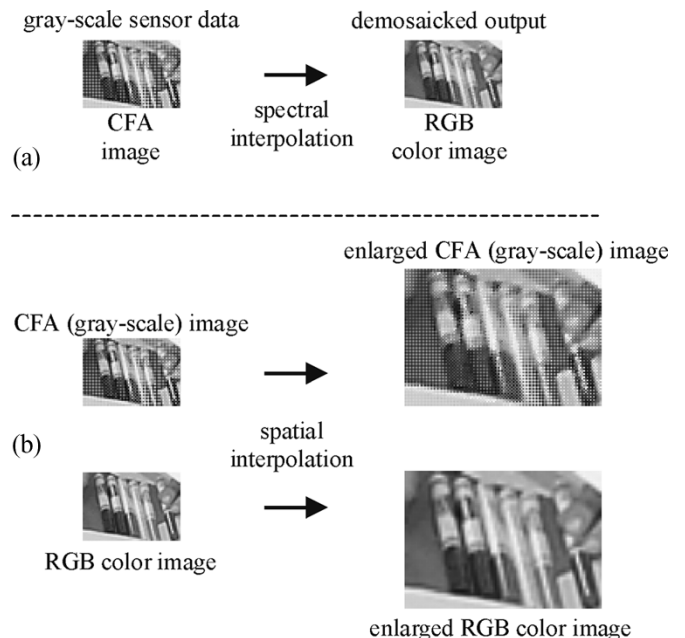 gray-scale sensor data
demosaicked output
CFA
image
spectral
interpolation
RGB
color image
(a)
enlarged CFA (gray-scale) image
CFA (gray-scale) image
(b)
spatial
interpolation
RGB color image
enlarged RGB color image